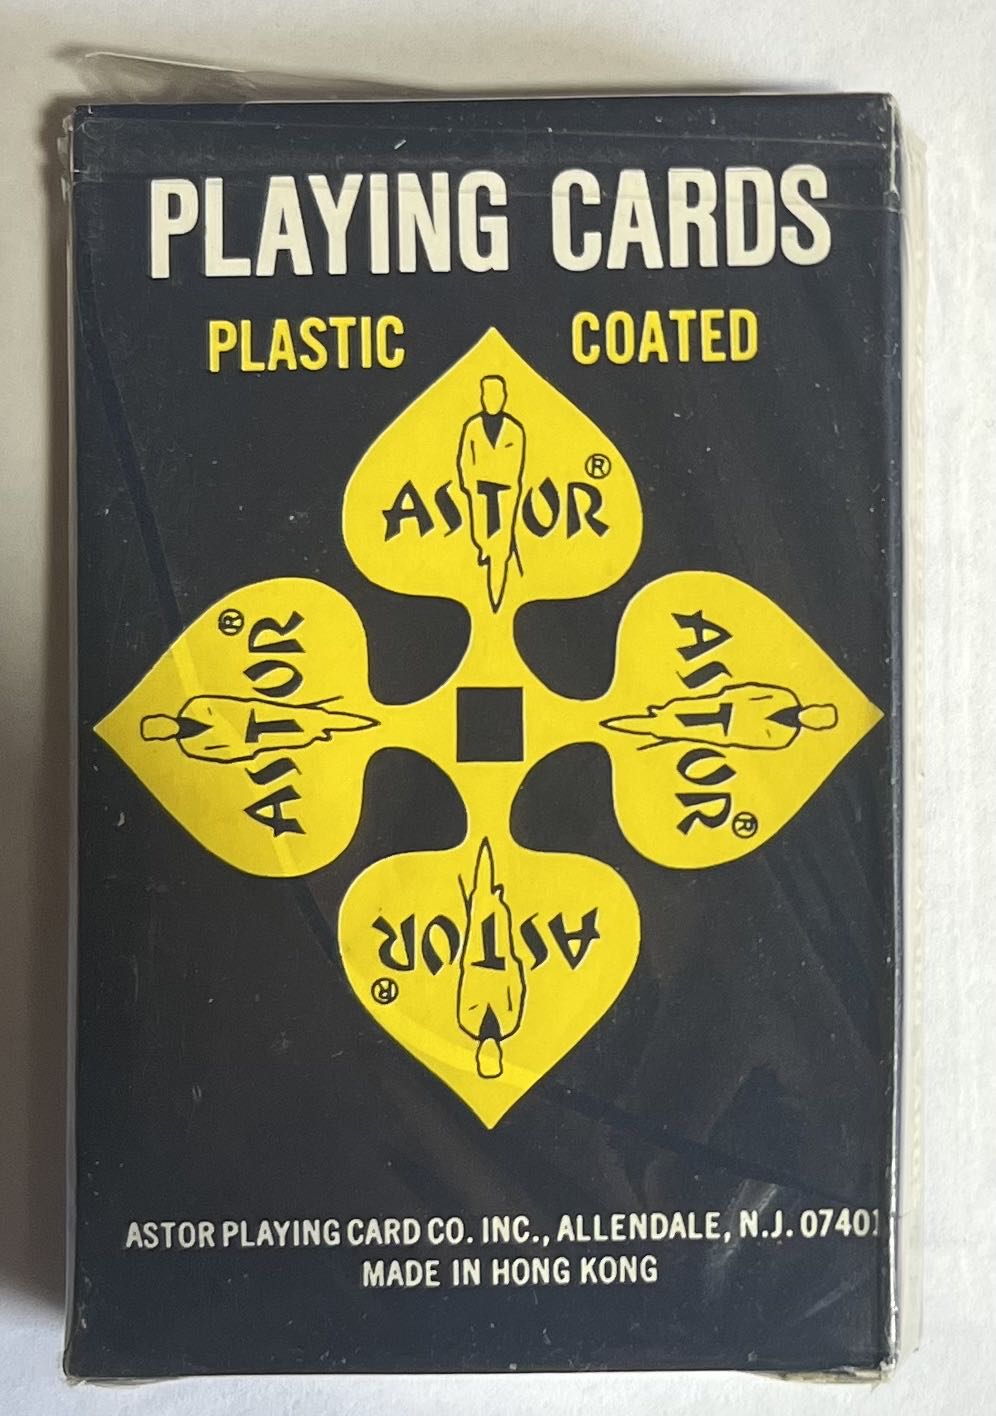 PLAYING CARDS
PLASTIC COATED
ASTOR®
ASTOR®
ASTOR®
ASTOR®
ASTOR PLAYING CARD CO. INC., ALLENDALE, N.J. 07401
MADE IN HONG KONG